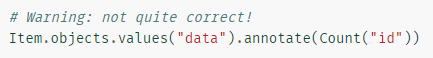 # Warning: not quite correct!
Item.objects.values("data").annotate(Count("id"))